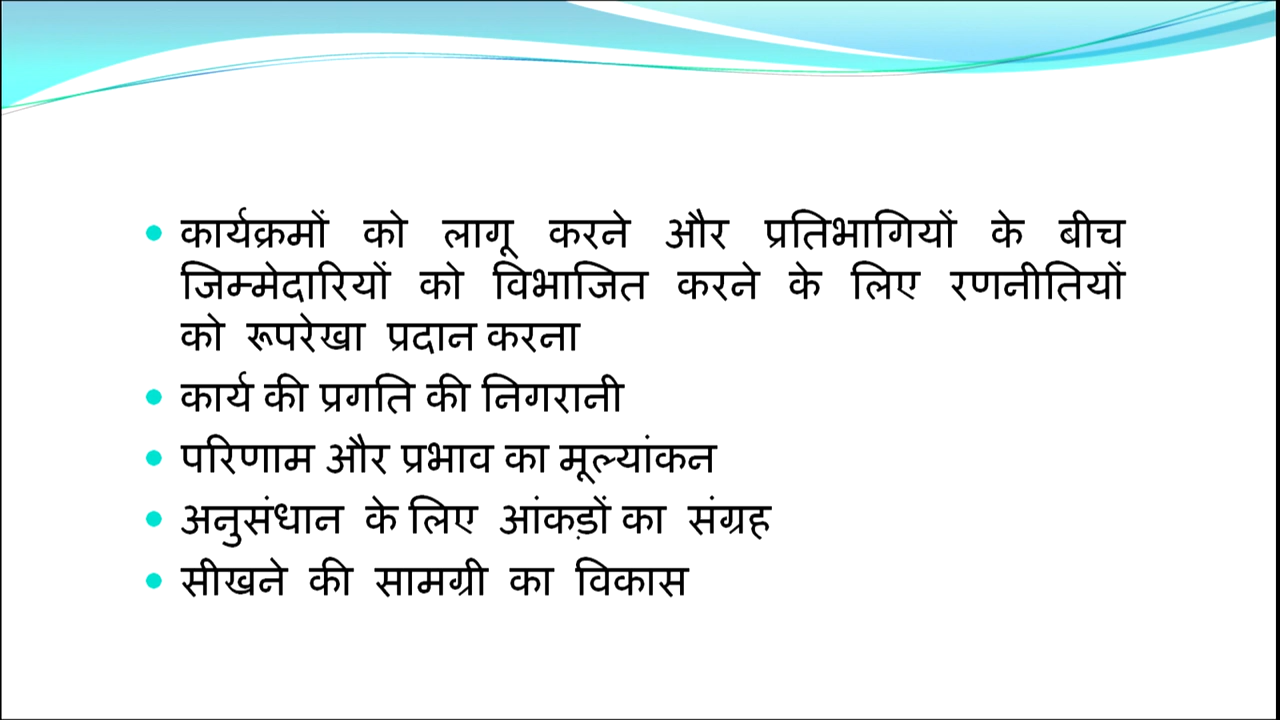 • कार्यक्रमों को लागू करने और प्रतिभागियों के बीच
जिम्मेदारियों को विभाजित करने के लिए रणनीतियों
को रूपरेखा प्रदान करना
• कार्य की प्रगति की निगरानी
• परिणाम और प्रभाव का मूल्यांकन
• अनुसंधान के लिए आंकड़ों का संग्रह
• सीखने की सामग्री का विकास